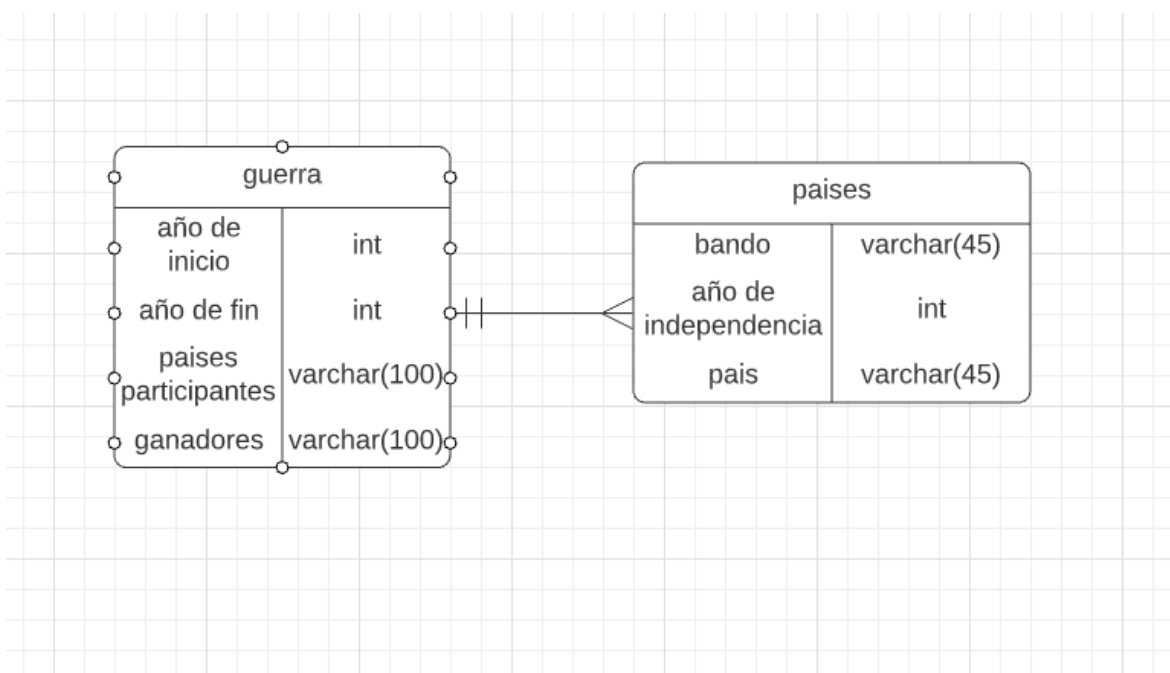 guerra
año de
inicio
int
año de fin
int
paises
participantes
varchar(100)
ganadores
varchar(100)
paises
bando
varchar(45)
año de
independencia
int
pais
varchar(45)